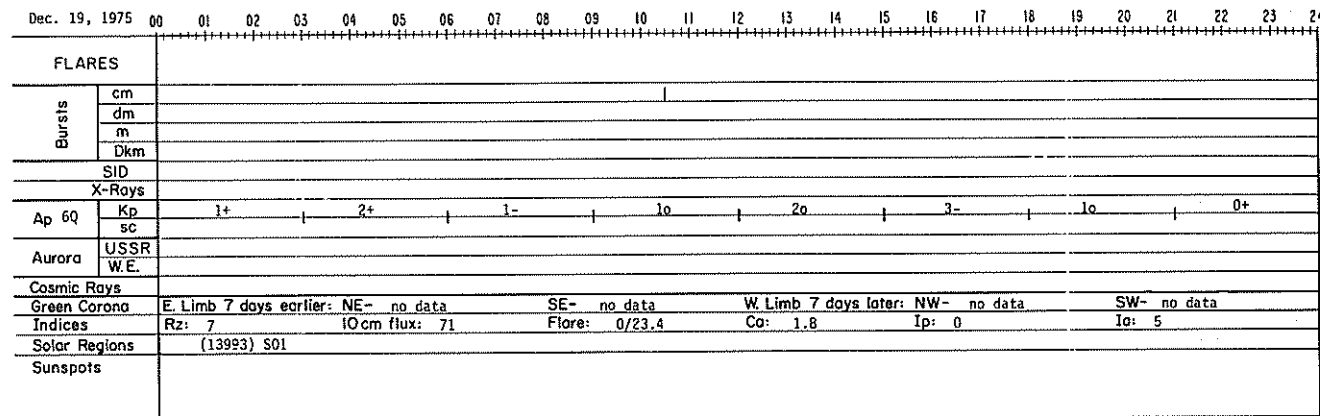 Dec. 19, 1975 00 01 02 03 04 05 06 07 08 09 10 11 12 13 14 15 16 17 18 19 20 21 22 23 24
FLARES
Bursts
cm
dm
m
Dkm
SID
X-Rays
Ap 6Q Kp 1+ 2+ 1- 1o 2o 3- 1o 0+
sc
Aurora
USSR
W.E.
Cosmic Rays
Green Corona E. Limb 7 days earlier: NE- no data SE- no data W. Limb 7 days later: NW- no data SW- no data
Indices Rz: 7 10cm flux: 71 Flare: 0/23.4 Ca: 1.8 Ip: 0 Ia: 5
Solar Regions (13993) S01
Sunspots